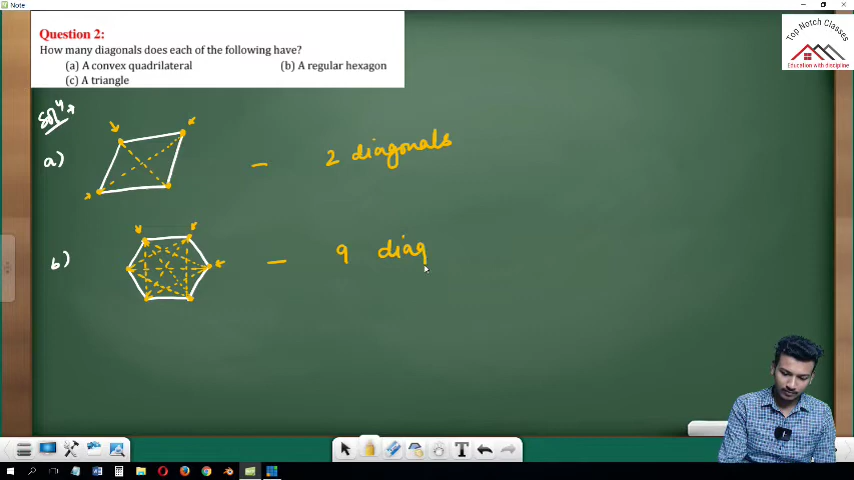 Note
Question 2:
How many diagonals does each of the following have?
(a) A convex quadrilateral (b) A regular hexagon
(c) A triangle
Top Notch Classes
Education with discipline
Solⁿ
a) – 2 diagonals
b) – 9 diag